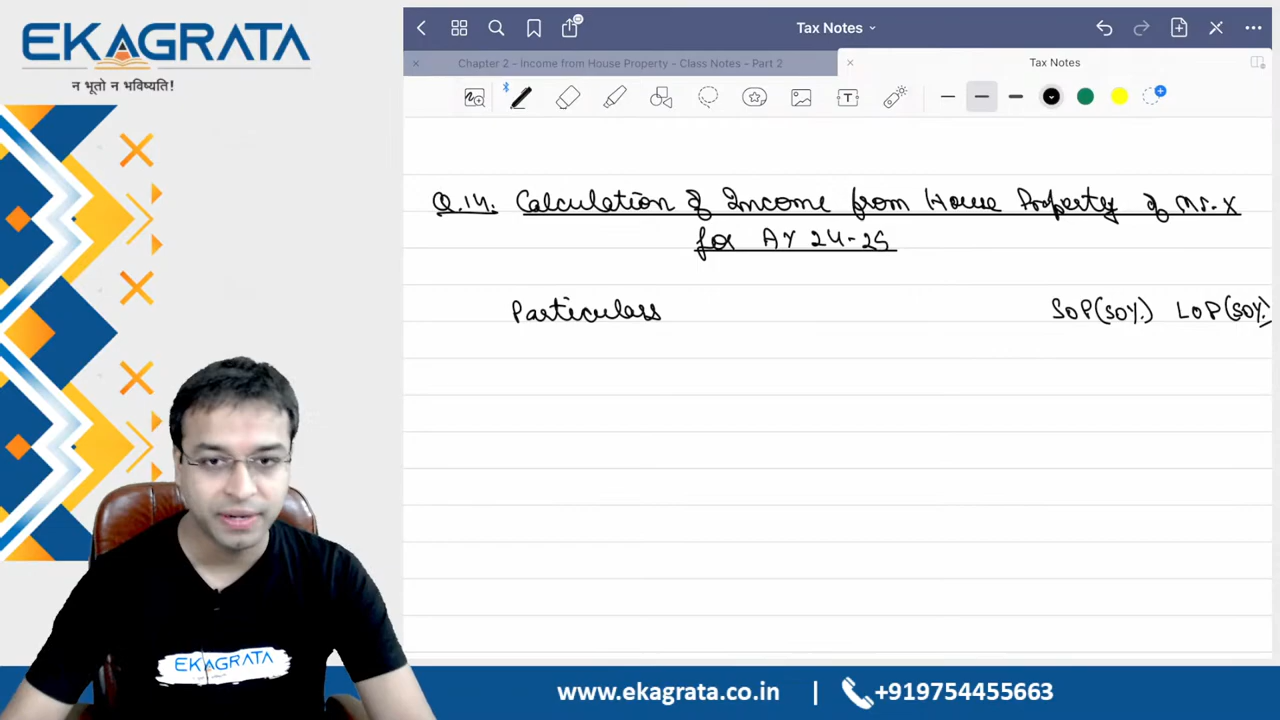 EKAGRATA
न भूतो न भविष्यति!
Tax Notes
Chapter 2 - Income from House Property - Class Notes - Part 2
Tax Notes
T
Q.14. Calculation of Income from House Property of Mr. X
for AY 24-25
Particulars
SOP(50%) LOP(50%)
EKAGRATA
www.ekagrata.co.in | +919754455663